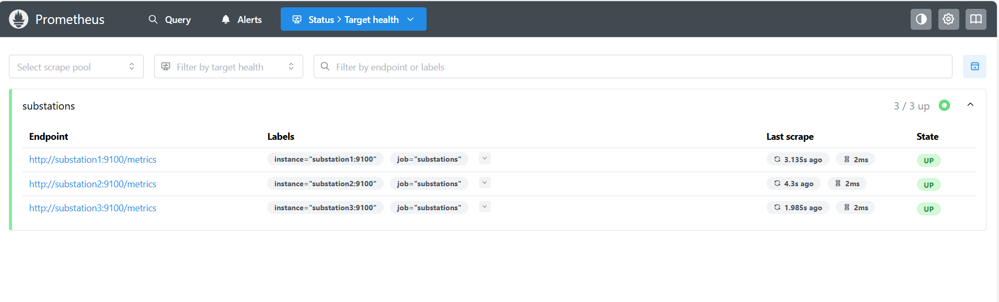 Prometheus Query Alerts Status > Target health
Select scrape pool Filter by target health Filter by endpoint or labels
substations 3 / 3 up
Endpoint Labels Last scrape State
http://substation1:9100/metrics instance="substation1:9100" job="substations" 3.135s ago 2ms UP
http://substation2:9100/metrics instance="substation2:9100" job="substations" 4.3s ago 2ms UP
http://substation3:9100/metrics instance="substation3:9100" job="substations" 1.985s ago 2ms UP